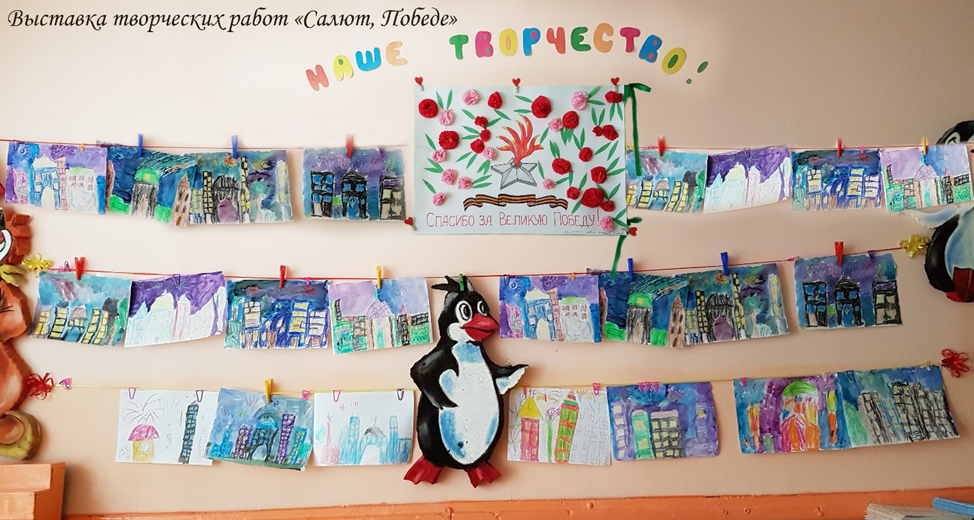 Выставка творческих работ «Салют, Победе»
НАШЕ ТВОРЧЕСТВО!
СПАСИБО ЗА ВЕЛИКУЮ ПОБЕДУ!